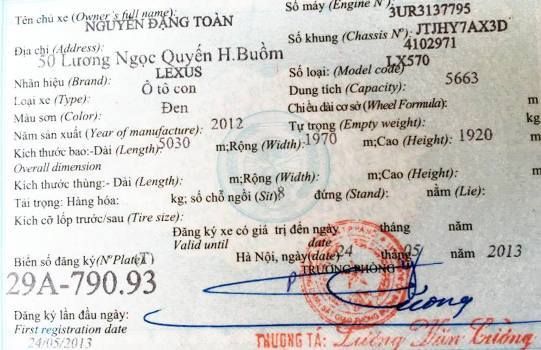 Tên chủ xe (Owner's full name): Số máy (Engine N°): 3UR3137795
NGUYỄN ĐĂNG TOÀN Số khung (Chassis N°): JTJHY7AX3D
Địa chỉ (Address): 4102971
50 Lương Ngọc Quyến H.Buồm
Nhãn hiệu (Brand): LEXUS Số loại: (Model code) LX570
Loại xe (Type): Ô tô con Dung tích (Capacity): 5663
Màu sơn (Color): Đen Chiều dài cơ sở (Wheel Formula): m
Năm sản xuất (Year of manufacture): 2012 Tự trọng (Empty weight): kg
Kích thước bao:-Dài (Length): 5030 m;Rộng (Width): 1970 m;Cao (Height): 1920 m
Overall dimension
Kích thước thùng:- Dài (Length): m;Rộng (Width): m;Cao (Height): m
Tải trọng: Hàng hóa: kg; số chỗ ngồi (Sit) 8 đứng (Stand): nằm (Lie):
Kích cỡ lốp trước/sau (Tire size):
Đăng ký xe có giá trị đến ngày tháng năm
Valid until (date)
Biển số đăng ký(N°Plate) (T) Hà Nội, ngày (date) 24 tháng 05 năm 2013
29A-790.93 TRƯỞNG PHÒNG
Đăng ký lần đầu ngày:
First registration date
24/05/2013 THƯỢNG TÁ: